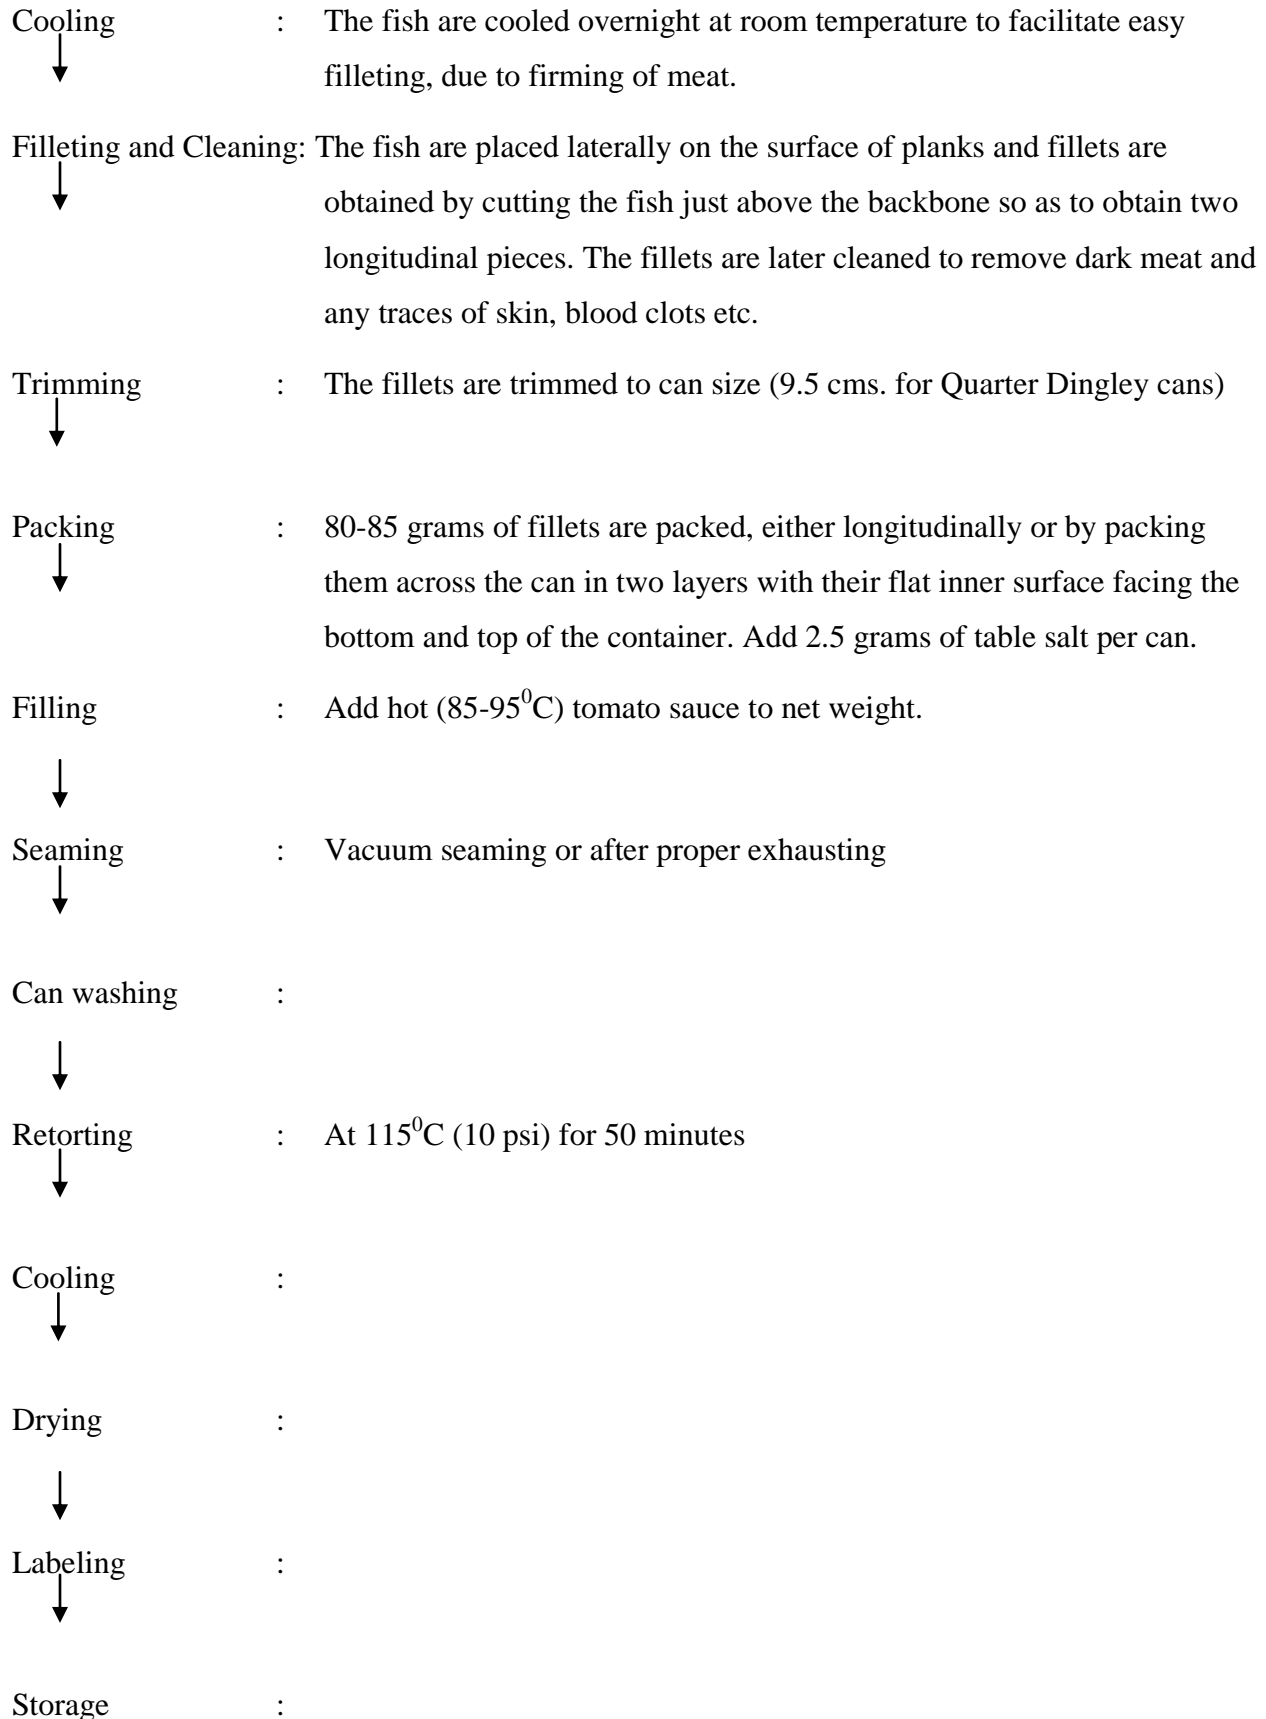 Cooling : The fish are cooled overnight at room temperature to facilitate easy
filleting, due to firming of meat.
Filleting and Cleaning: The fish are placed laterally on the surface of planks and fillets are
obtained by cutting the fish just above the backbone so as to obtain two
longitudinal pieces. The fillets are later cleaned to remove dark meat and
any traces of skin, blood clots etc.
Trimming : The fillets are trimmed to can size (9.5 cms. for Quarter Dingley cans)
Packing : 80-85 grams of fillets are packed, either longitudinally or by packing
them across the can in two layers with their flat inner surface facing the
bottom and top of the container. Add 2.5 grams of table salt per can.
Filling : Add hot (85-95⁰C) tomato sauce to net weight.
Seaming : Vacuum seaming or after proper exhausting
Can washing :
Retorting : At 115⁰C (10 psi) for 50 minutes
Cooling :
Drying :
Labeling :
Storage :